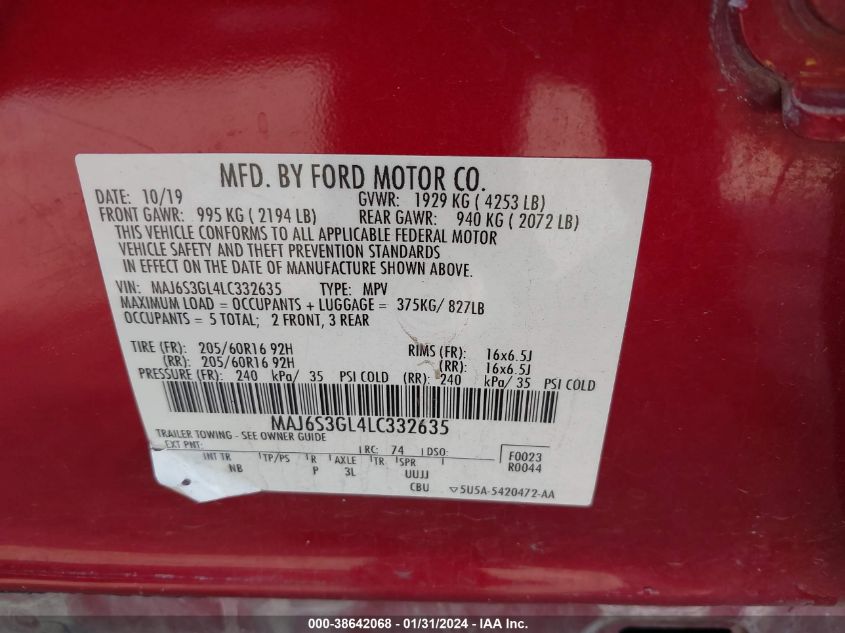 MFD. BY FORD MOTOR CO.
DATE: 10/19 GVWR: 1929 KG ( 4253 LB)
FRONT GAWR: 995 KG ( 2194 LB) REAR GAWR: 940 KG ( 2072 LB)
THIS VEHICLE CONFORMS TO ALL APPLICABLE FEDERAL MOTOR
VEHICLE SAFETY AND THEFT PREVENTION STANDARDS
IN EFFECT ON THE DATE OF MANUFACTURE SHOWN ABOVE.
VIN: MAJ6S3GL4LC332635 TYPE: MPV
MAXIMUM LOAD = OCCUPANTS + LUGGAGE = 375KG/ 827LB
OCCUPANTS = 5 TOTAL; 2 FRONT, 3 REAR
TIRE (FR): 205/60R16 92H RIMS (FR): 16x6.5J
(RR): 205/60R16 92H (RR): 16x6.5J
PRESSURE (FR): 240 kPa/ 35 PSI COLD (RR): 240 kPa/ 35 PSI COLD
MAJ6S3GL4LC332635
TRAILER TOWING - SEE OWNER GUIDE
EXT PNT: RC: 74 DSO: F0023
INT TR TP/PS R AXLE TR SPR R0044
NB P 3L UUJJ
CBU ▽5U5A-5420472-AA
000-38642068 - 01/31/2024 - IAA Inc.